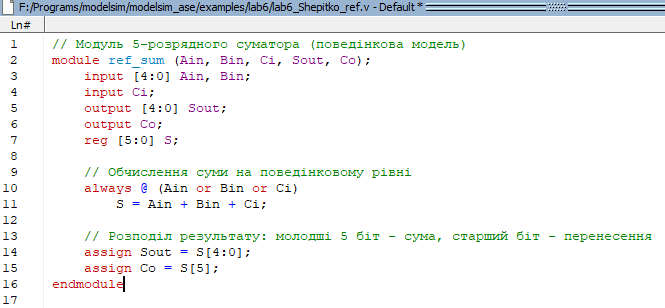 F:/Programs/modelsim/modelsim_ase/examples/lab6/lab6_Shepitko_ref.v - Default *
Ln#
1 // Модуль 5-розрядного суматора (поведінкова модель)
2 module ref_sum (Ain, Bin, Ci, Sout, Co);
3 input [4:0] Ain, Bin;
4 input Ci;
5 output [4:0] Sout;
6 output Co;
7 reg [5:0] S;
8
9 // Обчислення суми на поведінковому рівні
10 always @ (Ain or Bin or Ci)
11 S = Ain + Bin + Ci;
12
13 // Розподіл результату: молодші 5 біт - сума, старший біт - перенесення
14 assign Sout = S[4:0];
15 assign Co = S[5];
16 endmodule
17